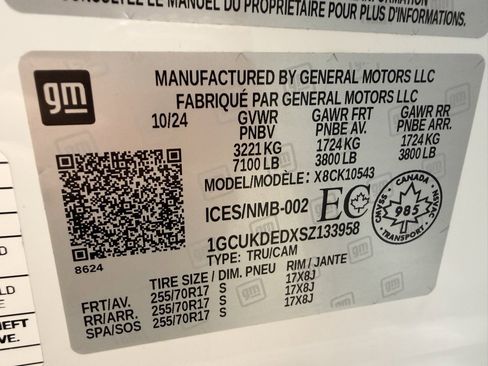 CONSULTEZ LE MANUEL DU PROPRIÉTAIRE POUR PLUS D'INFORMATIONS.
gm
MANUFACTURED BY GENERAL MOTORS LLC
FABRIQUÉ PAR GENERAL MOTORS LLC
10/24 GVWR GAWR FRT GAWR RR
PNBV PNBE AV. PNBE ARR.
3221 KG 1724 KG 1724 KG
7100 LB 3800 LB 3800 LB
MODEL/MODÈLE: X8CK10543
ICES/NMB-002 EC
CANADA
985
TRANSPORT
SMVAC
NSVAC
1GCUKDEDXSZ133958
8624
TYPE: TRU/CAM
TIRE SIZE / DIM. PNEU RIM / JANTE
FRT/AV. 255/70R17 S 17X8J
RR/ARR. 255/70R17 S 17X8J
SPA/SOS 255/70R17 S 17X8J